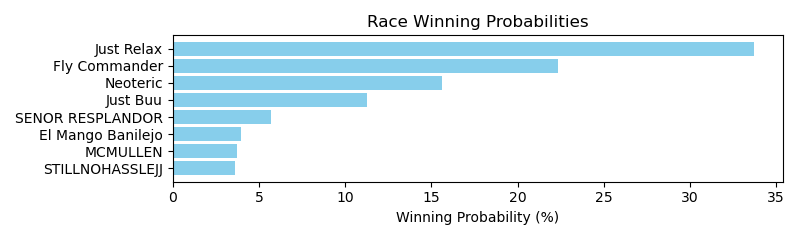 Race Winning Probabilities
Just Relax
Fly Commander
Neoteric
Just Buu
SENOR RESPLANDOR
El Mango Banilejo
MCMULLEN
STILLNOHASSLEJJ
0 5 10 15 20 25 30 35
Winning Probability (%)